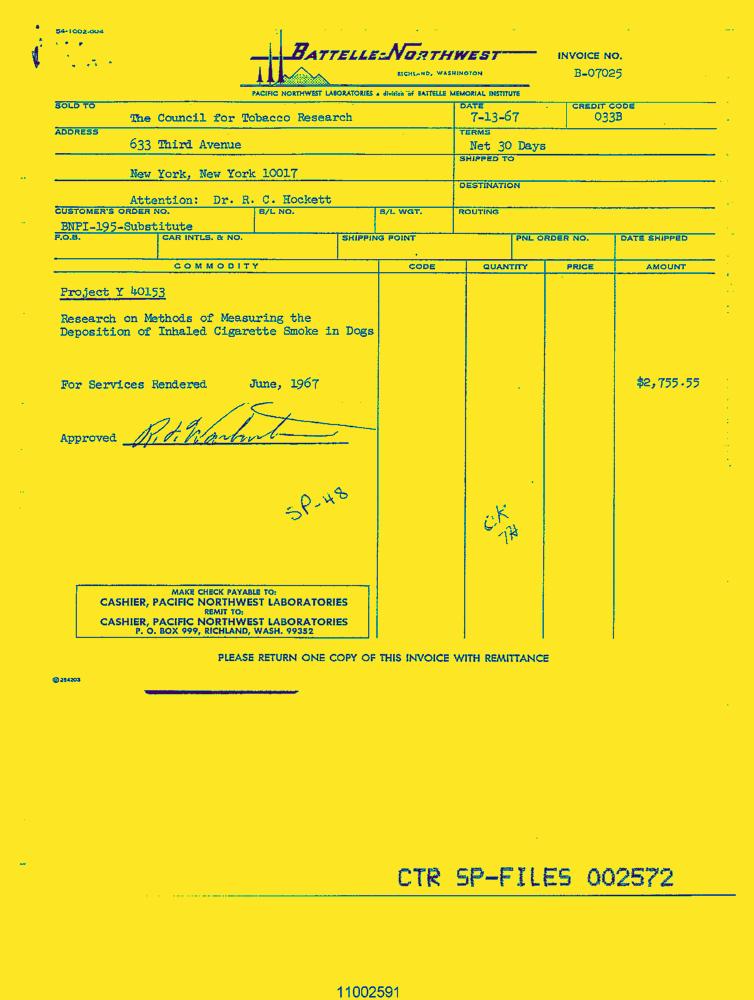 54-1002-004
BATTELLE-NORTHWEST
RICHLAND, WASHINGTON
PACIFIC NORTHWEST LABORATORIES a division of BATTELLE MEMORIAL INSTITUTE
INVOICE NO.
B-07025
SOLD TO
The Council for Tobacco Research
DATE
7-13-67
CREDIT CODE
033B
ADDRESS
633 Third Avenue
TERMS
Net 30 Days
SHIPPED TO
New York, New York 10017
DESTINATION
Attention: Dr. R. C. Hockett
CUSTOMER'S ORDER NO.
BNPI-195-Substitute
B/L NO.
B/L WGT.
ROUTING
F.O.B.
CAR INTLS. & NO.
SHIPPING POINT
PNL ORDER NO.
DATE SHIPPED
COMMODITY
CODE
QUANTITY
PRICE
AMOUNT
Project Y 40153
Research on Methods of Measuring the
Deposition of Inhaled Cigarette Smoke in Dogs
For Services Rendered June, 1967 $2,755.55
Approved
SP-48
MAKE CHECK PAYABLE TO:
CASHIER, PACIFIC NORTHWEST LABORATORIES
REMIT TO:
CASHIER, PACIFIC NORTHWEST LABORATORIES
P. O. BOX 999, RICHLAND, WASH. 99352
PLEASE RETURN ONE COPY OF THIS INVOICE WITH REMITTANCE
CTR SP-FILES 002572
11002591